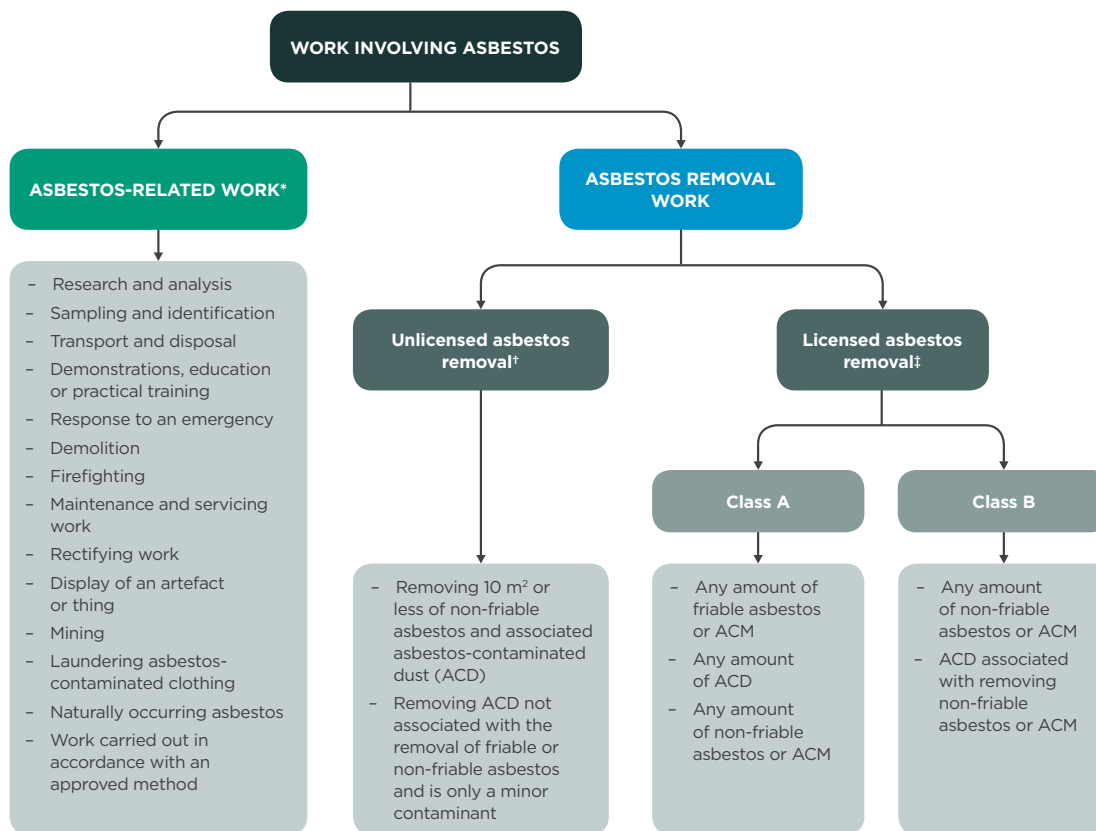 WORK INVOLVING ASBESTOS
ASBESTOS-RELATED WORK*
– Research and analysis
– Sampling and identification
– Transport and disposal
– Demonstrations, education
or practical training
– Response to an emergency
– Demolition
– Firefighting
– Maintenance and servicing
work
– Rectifying work
– Display of an artefact
or thing
– Mining
– Laundering asbestos-
contaminated clothing
– Naturally occurring asbestos
– Work carried out in
accordance with an
approved method
ASBESTOS REMOVAL
WORK
Unlicensed asbestos
removal†
– Removing 10 m² or
less of non-friable
asbestos and associated
asbestos-contaminated
dust (ACD)
– Removing ACD not
associated with the
removal of friable or
non-friable asbestos
and is only a minor
contaminant
Licensed asbestos
removal‡
Class A
– Any amount of
friable asbestos
or ACM
– Any amount
of ACD
– Any amount
of non-friable
asbestos or ACM
Class B
– Any amount
of non-friable
asbestos or ACM
– ACD associated
with removing
non-friable
asbestos or ACM